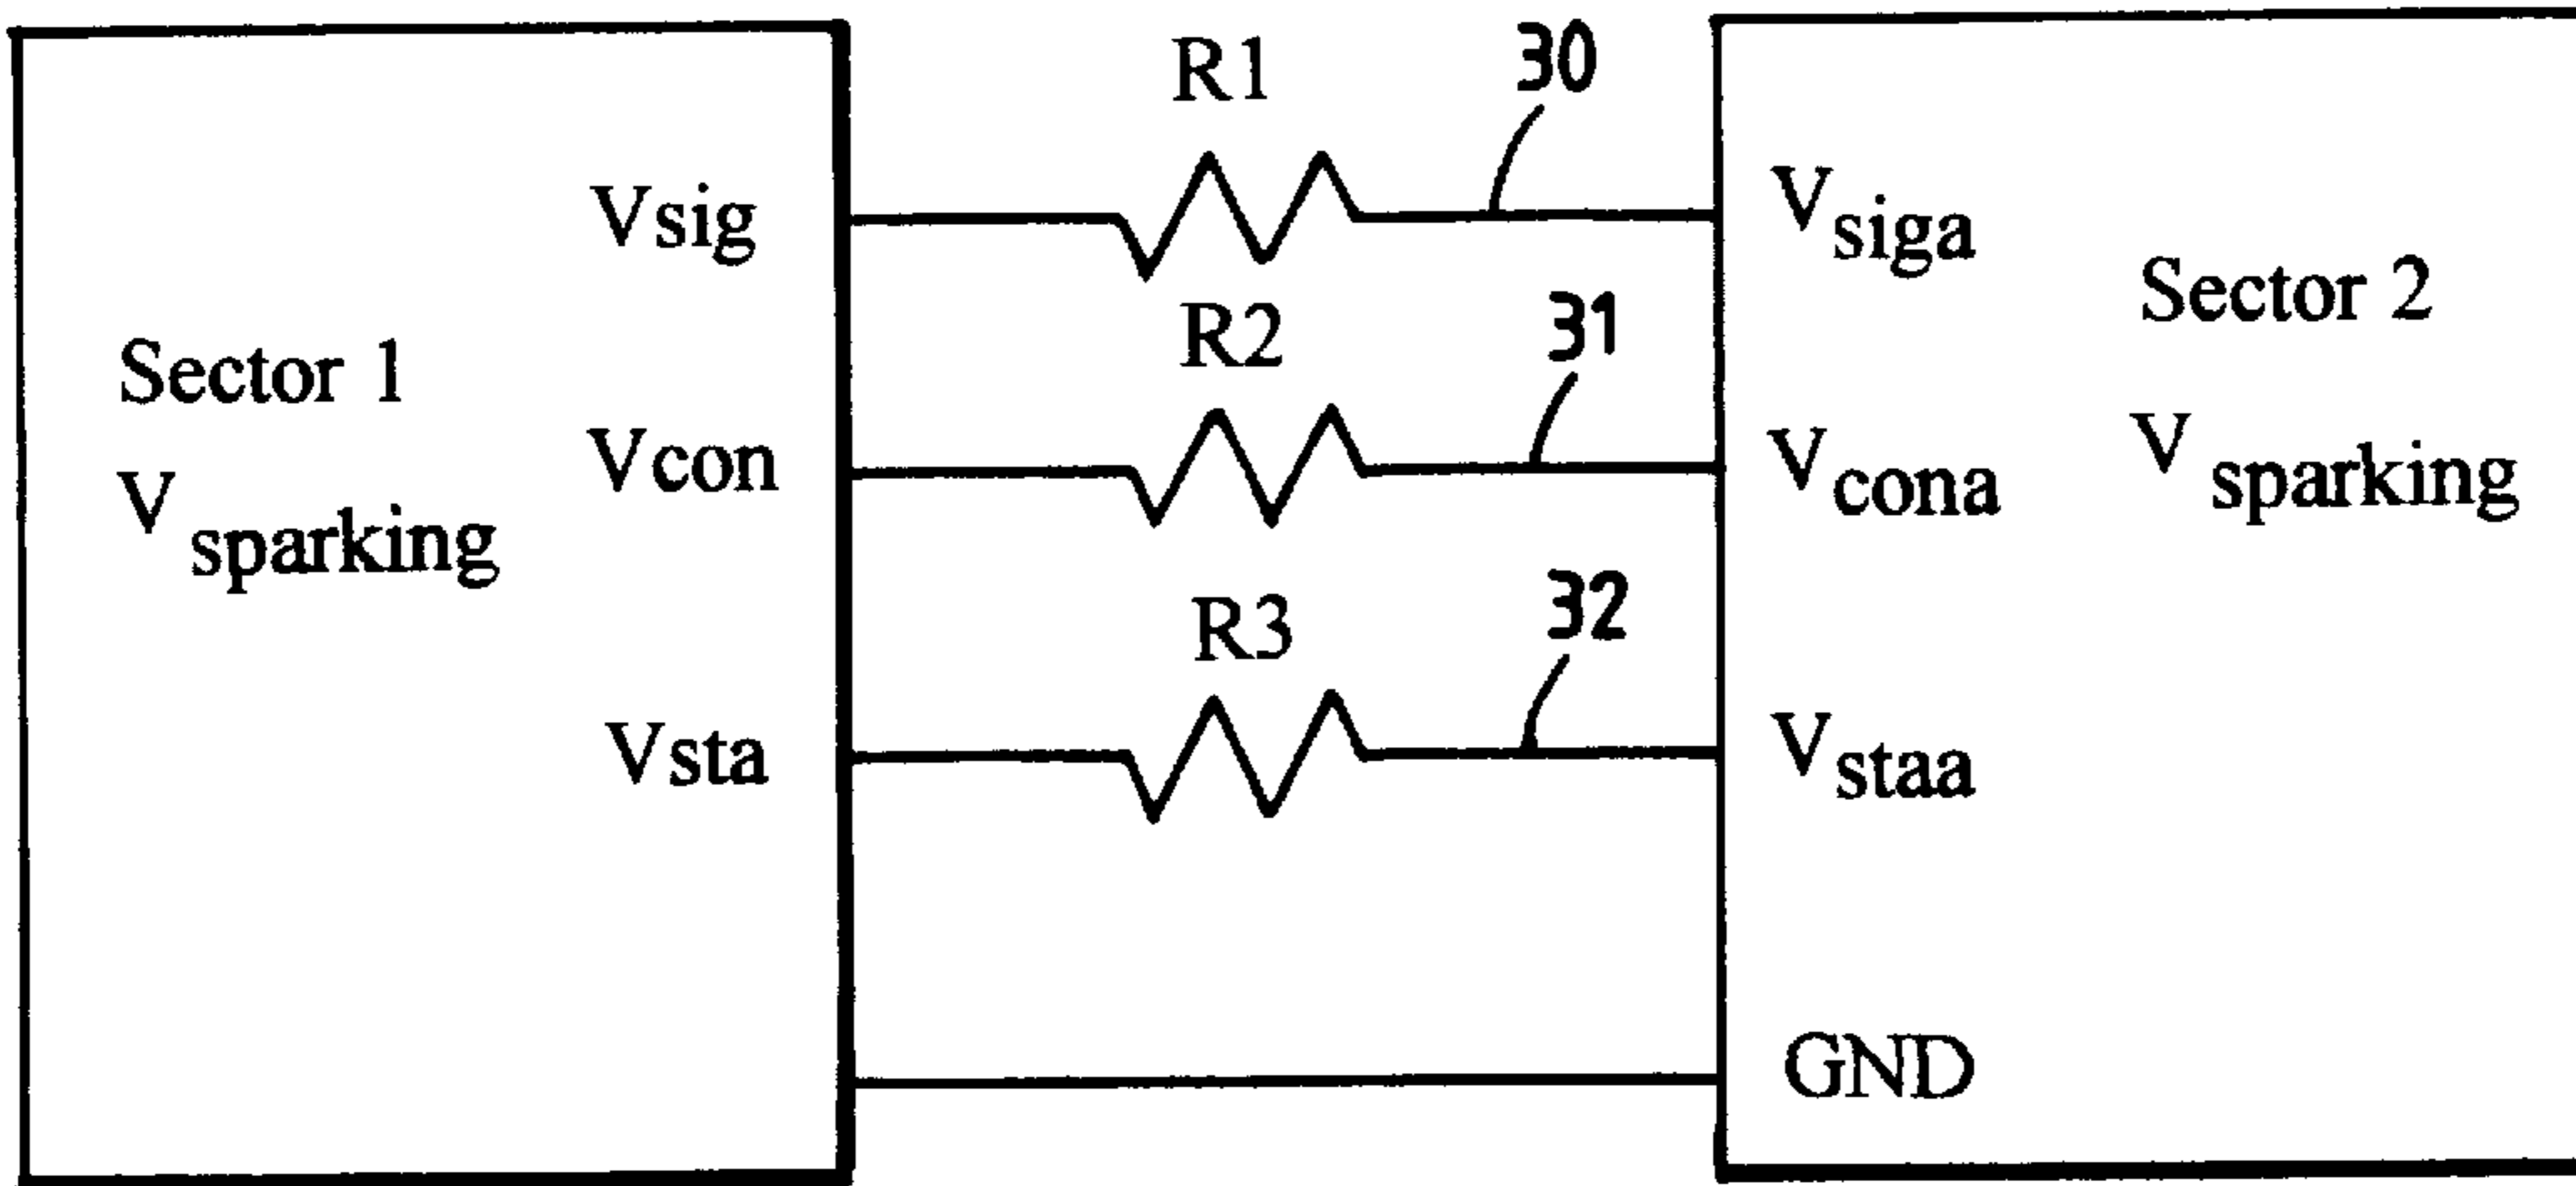 R1
30
Vsig
Vsiga
Sector 2
R2
31
Sector 1
Vcon
Vcona
Vsparking
Vsparking
R3
32
Vsta
Vstaa
GND